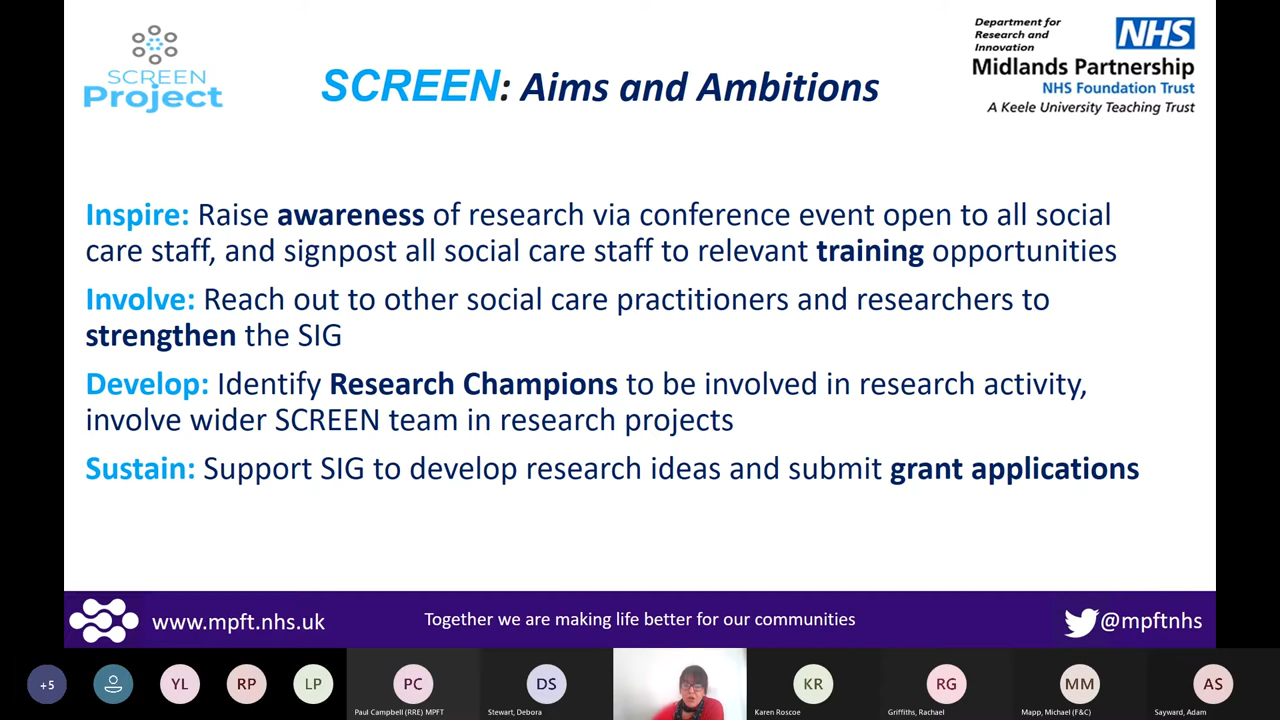 SCREEN
Project
SCREEN: Aims and Ambitions
Department for
Research and
Innovation
NHS
Midlands Partnership
NHS Foundation Trust
A Keele University Teaching Trust
Inspire: Raise awareness of research via conference event open to all social
care staff, and signpost all social care staff to relevant training opportunities
Involve: Reach out to other social care practitioners and researchers to
strengthen the SIG
Develop: Identify Research Champions to be involved in research activity,
involve wider SCREEN team in research projects
Sustain: Support SIG to develop research ideas and submit grant applications
www.mpft.nhs.uk
Together we are making life better for our communities
@mpftnhs
+5
YL
RP
LP
PC
DS
KR
RG
MM
AS
Paul Campbell (RRE) MPFT
Stewart, Debora
Karen Roscoe
Griffiths, Rachael
Mapp, Michael (F&C)
Sayward, Adam